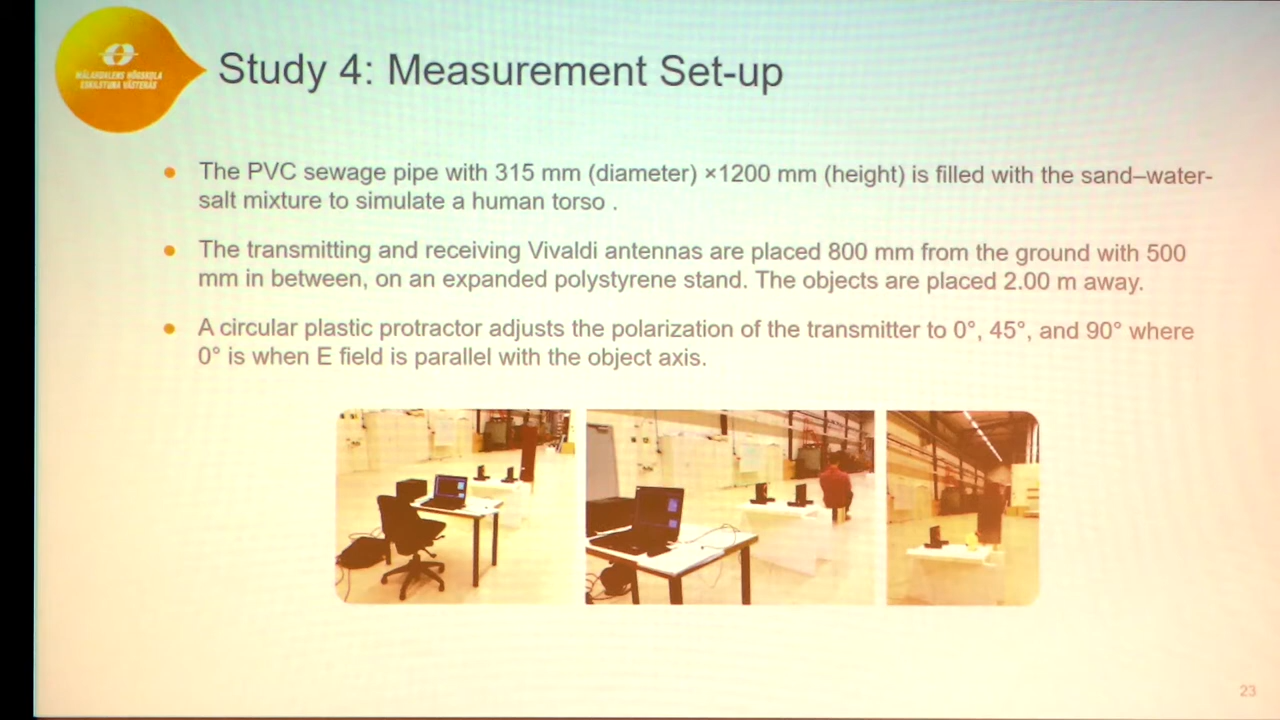 MÄLARDALENS HÖGSKOLA
ESKILSTUNA VÄSTERÅS
Study 4: Measurement Set-up
The PVC sewage pipe with 315 mm (diameter) ×1200 mm (height) is filled with the sand–water-
salt mixture to simulate a human torso .
The transmitting and receiving Vivaldi antennas are placed 800 mm from the ground with 500
mm in between, on an expanded polystyrene stand. The objects are placed 2.00 m away.
A circular plastic protractor adjusts the polarization of the transmitter to 0°, 45°, and 90° where
0° is when E field is parallel with the object axis.
23